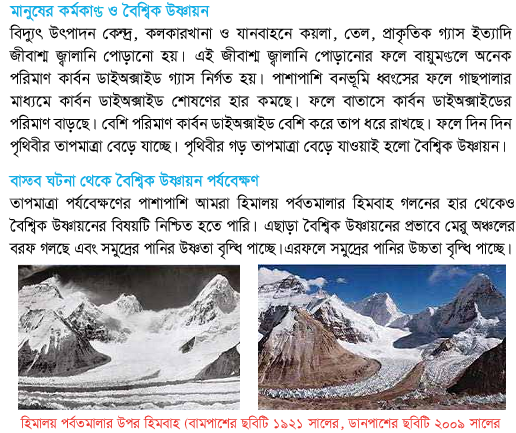 মানুষের কর্মকাণ্ড ও বৈশ্বিক উষ্ণায়ন
বিদ্যুৎ উৎপাদন কেন্দ্র, কলকারখানা ও যানবাহনে কয়লা, তেল, প্রাকৃতিক গ্যাস ইত্যাদি
জীবাশ্ম জ্বালানি পোড়ানো হয়। এই জীবাশ্ম জ্বালানি পোড়ানোর ফলে বায়ুমণ্ডলে অনেক
পরিমাণ কার্বন ডাইঅক্সাইড গ্যাস নির্গত হয়। পাশাপাশি বনভূমি ধ্বংসের ফলে গাছপালার
মাধ্যমে কার্বন ডাইঅক্সাইড শোষণের হার কমছে। ফলে বাতাসে কার্বন ডাইঅক্সাইডের
পরিমাণ বাড়ছে। বেশি পরিমাণ কার্বন ডাইঅক্সাইড বেশি করে তাপ ধরে রাখছে। ফলে দিন দিন
পৃথিবীর তাপমাত্রা বেড়ে যাচ্ছে। পৃথিবীর গড় তাপমাত্রা বেড়ে যাওয়াই হলো বৈশ্বিক উষ্ণায়ন।
বাস্তব ঘটনা থেকে বৈশ্বিক উষ্ণায়ন পর্যবেক্ষণ
তাপমাত্রা পর্যবেক্ষণের পাশাপাশি আমরা হিমালয় পর্বতমালার হিমবাহ গলনের হার থেকেও
বৈশ্বিক উষ্ণায়নের বিষয়টি নিশ্চিত হতে পারি। এছাড়া বৈশ্বিক উষ্ণায়নের প্রভাবে মেরু অঞ্চলের
বরফ গলছে এবং সমুদ্রের পানির উষ্ণতা বৃদ্ধি পাচ্ছে।এরফলে সমুদ্রের পানির উচ্চতা বৃদ্ধি পাচ্ছে।
হিমালয় পর্বতমালার উপর হিমবাহ (বামপাশের ছবিটি ১৯২১ সালের, ডানপাশের ছবিটি ২০০৯ সালের